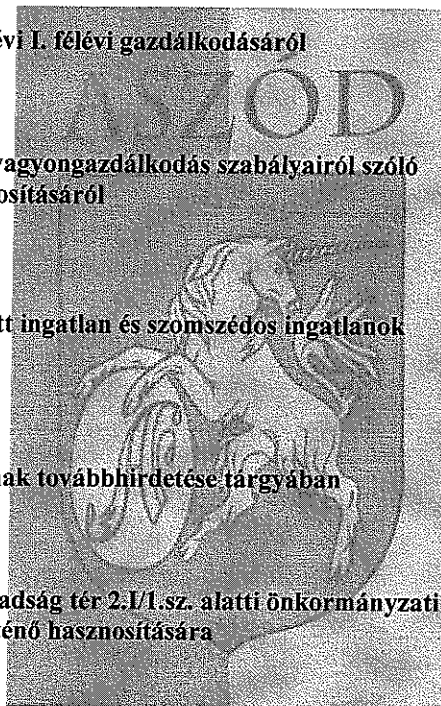 évi I. félévi gazdálkodásáról
ASZÓD
vagyongazdálkodás szabályairól szóló
osításáról
tt ingatlan és szomszédos ingatlanok
nak továbbhirdetése tárgyában
adság tér 2.I/1.sz. alatti önkormányzati
ténő hasznosítására